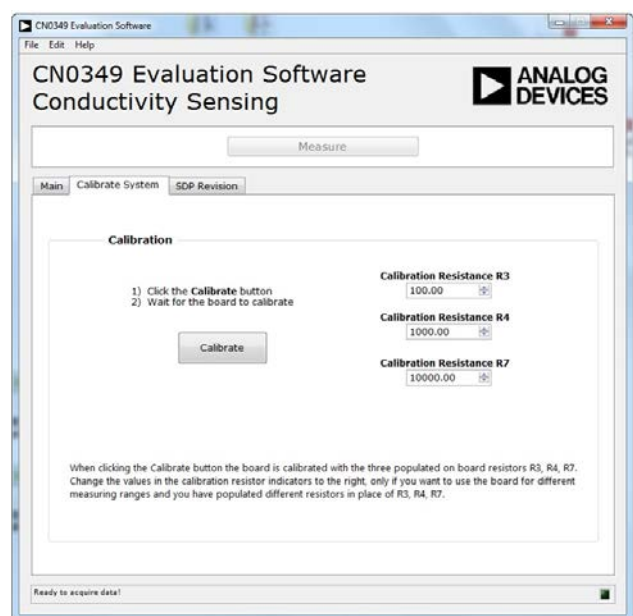 CN0349 Evaluation Software
File Edit Help
CN0349 Evaluation Software
Conductivity Sensing
ANALOG
DEVICES
Measure
Main Calibrate System SDP Revision
Calibration
1) Click the Calibrate button
2) Wait for the board to calibrate
Calibrate
Calibration Resistance R3
100.00
Calibration Resistance R4
1000.00
Calibration Resistance R7
10000.00
When clicking the Calibrate button the board is calibrated with the three populated on board resistors R3, R4, R7.
Change the values in the calibration resistor indicators to the right, only if you want to use the board for different
measuring ranges and you have populated different resistors in place of R3, R4, R7.
Ready to acquire data!